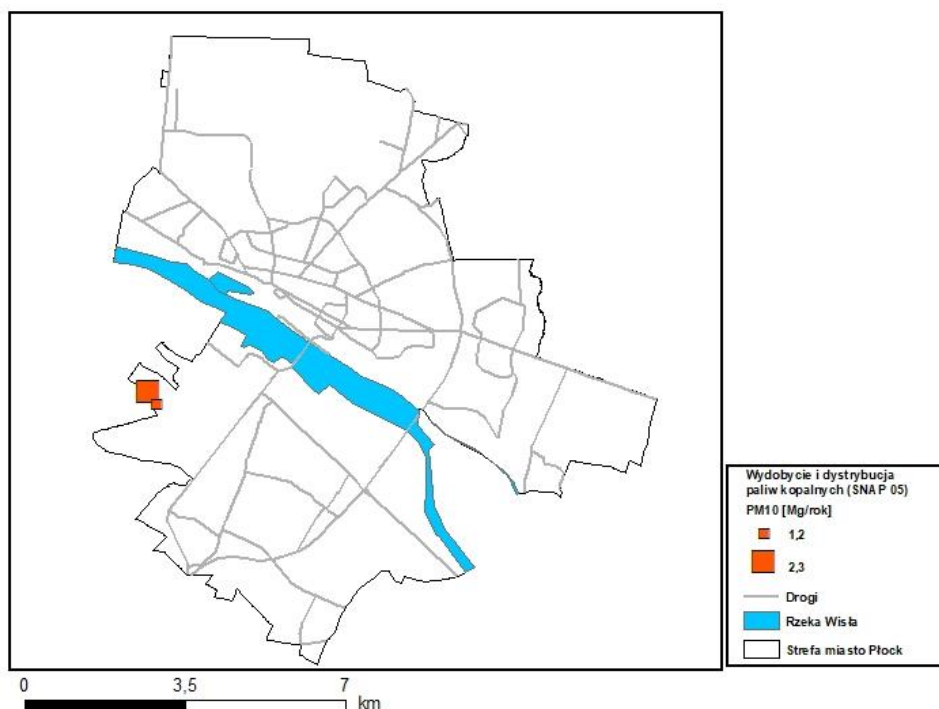 Wydobycie i dystrybucja
paliw kopalnych (SNAP 05)
PM10 [Mg/rok]
1,2
2,3
Drogi
Rzeka Wisła
Strefa miasto Płock
0 3,5 7
km